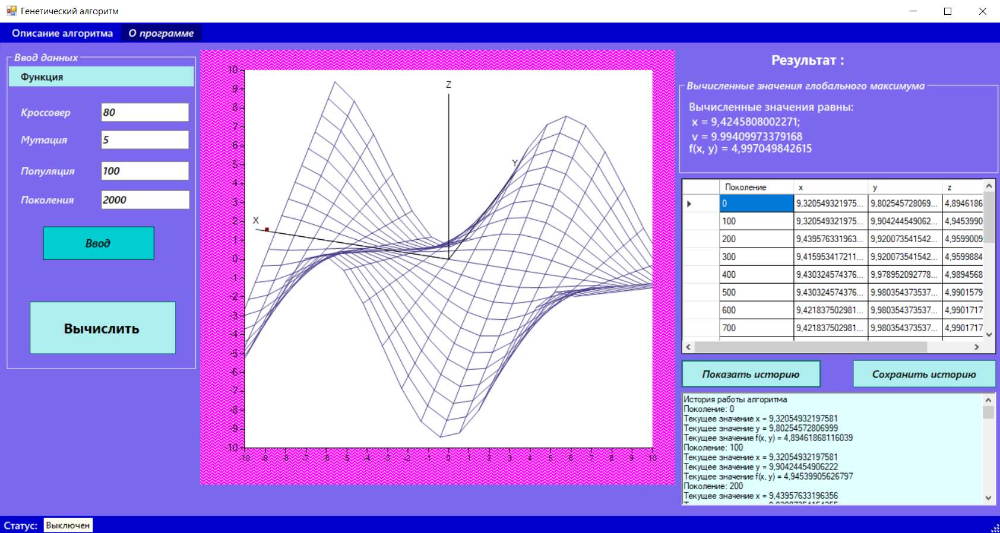 Генетический алгоритм
Описание алгоритма О программе
Ввод данных
Функция
Кроссовер 80
Мутация 5
Популяция 100
Поколения 2000
Ввод
Вычислить
10
9
8
7
6
5
4
3
2
1
0
-1
-2
-3
-4
-5
-6
-7
-8
-9
-10
Z
Y
X
-10 -9 -8 -7 -6 -5 -4 -3 -2 -1 0 1 2 3 4 5 6 7 8 9 10
Результат :
Вычисленные значения глобального максимума
Вычисленные значения равны:
x = 9,4245808002271;
y = 9.99409973379168
f(x, y) = 4,997049842615
Поколение x y z
0 9,320549321975... 9,802545728069... 4,8946186
100 9,320549321975... 9,904244549062... 4,9453990
200 9,439576331963... 9,920073541542... 4,9599009
300 9,415953417211... 9,920073541542... 4,9599884
400 9,430324574376... 9,978952092778... 4,9894568
500 9,430324574376... 9,980354373537... 4,9901579
600 9,421837502981... 9,980354373537... 4,9901717
700 9,421837502981... 9,980354373537... 4,9901717
Показать историю Сохранить историю
История работы алгоритма
Поколение: 0
Текущее значение x = 9,32054932197581
Текущее значение y = 9,80254572806999
Текущее значение f(x, y) = 4,89461868116039
Поколение: 100
Текущее значение x = 9,32054932197581
Текущее значение y = 9,90424454906222
Текущее значение f(x, y) = 4,94539905626797
Поколение: 200
Текущее значение x = 9,43957633196356
Статус: Выключен